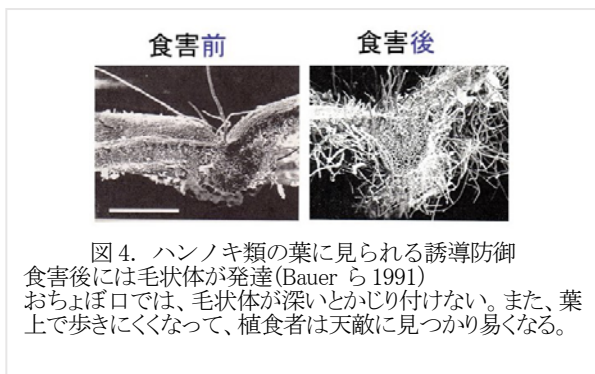 食害前
食害後
図4. ハンノキ類の葉に見られる誘導防御
食害後には毛状体が発達(Bauer ら 1991)
おちょぼ口では、毛状体が深いとかじり付けない。また、葉
上で歩きにくくなって、植食者は天敵に見つかり易くなる。